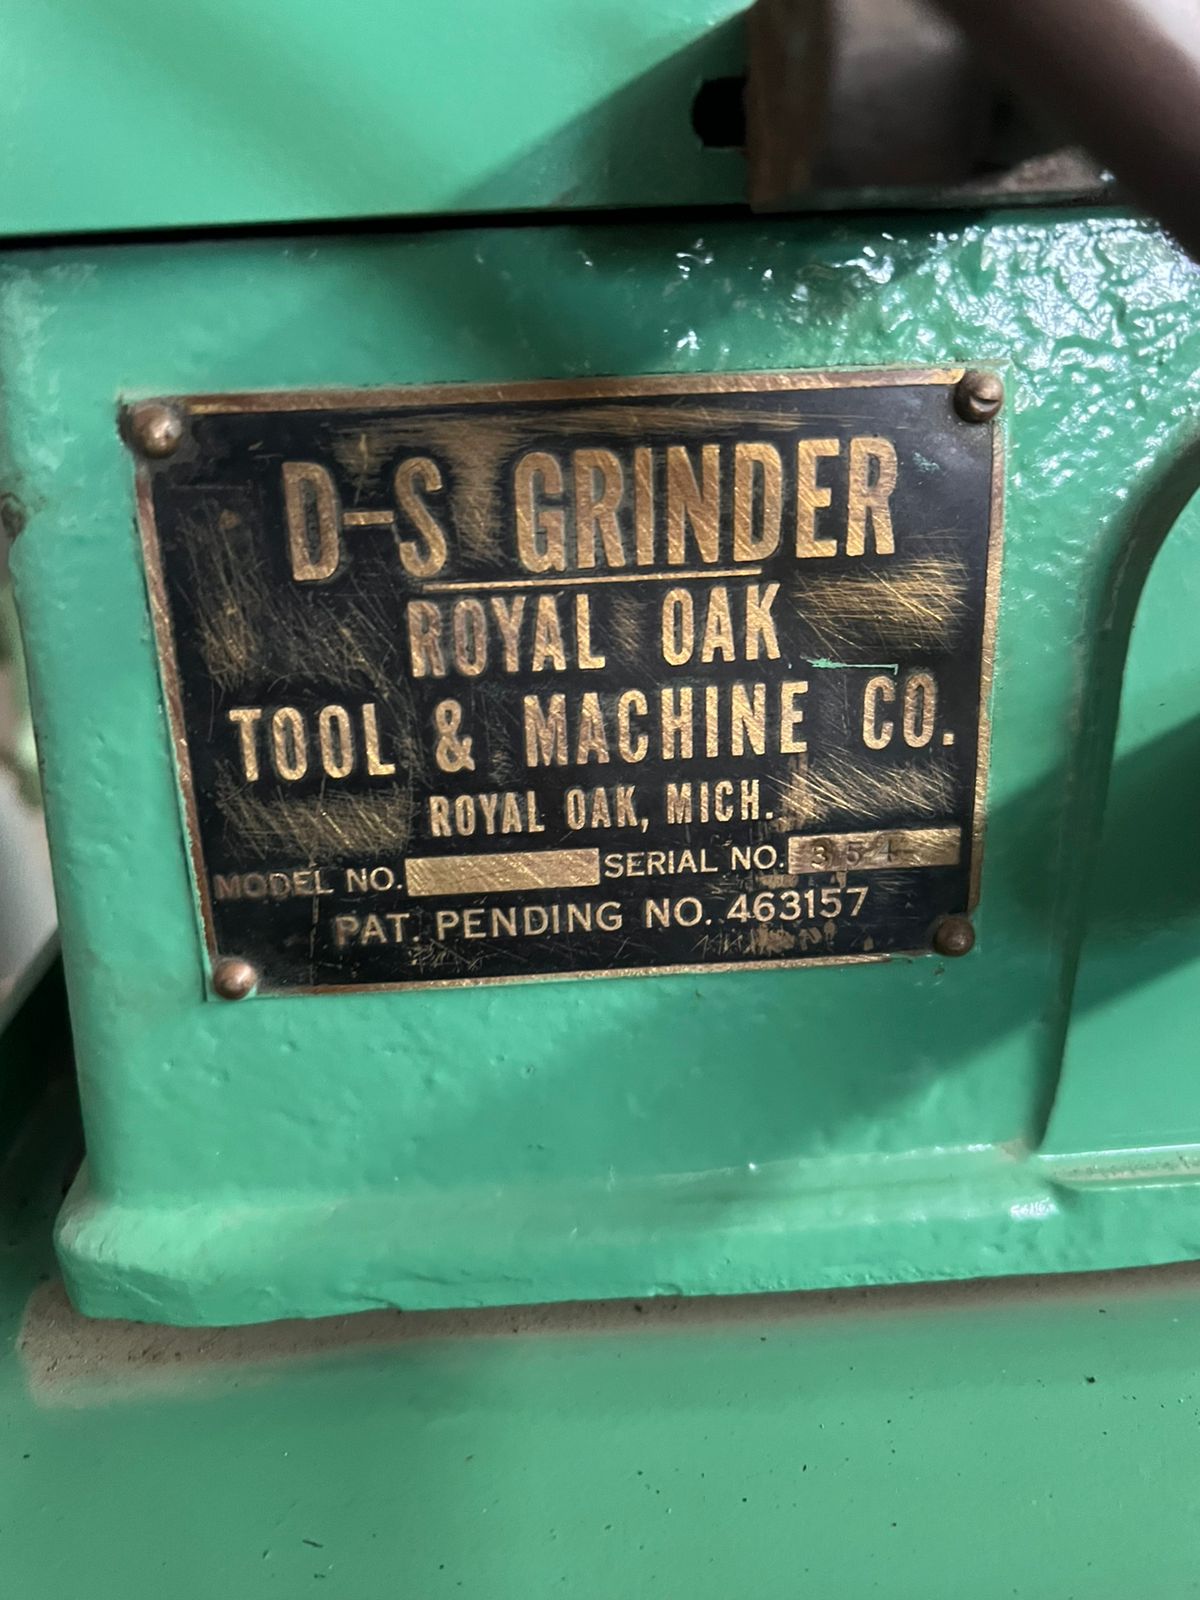 D-S GRINDER
ROYAL OAK
TOOL & MACHINE CO.
ROYAL OAK, MICH.
MODEL NO. SERIAL NO. 354
PAT. PENDING NO. 463157